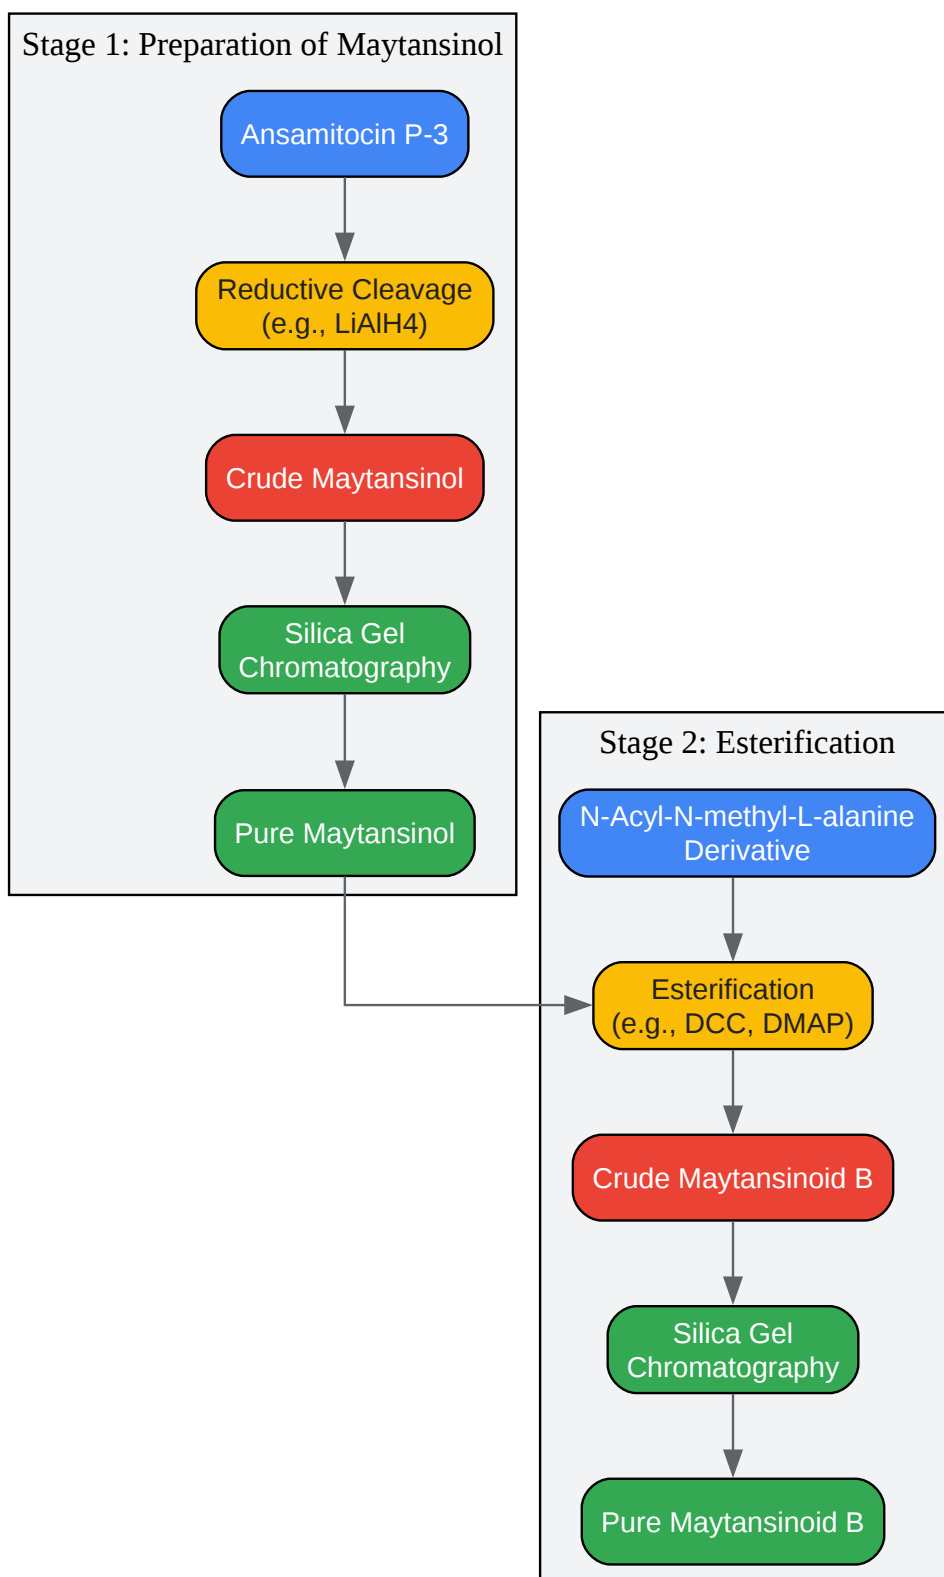 Stage 1: Preparation of Maytansinol
Ansamitocin P-3
Reductive Cleavage
(e.g., LiAlH4)
Crude Maytansinol
Silica Gel
Chromatography
Pure Maytansinol
Stage 2: Esterification
N-Acyl-N-methyl-L-alanine
Derivative
Esterification
(e.g., DCC, DMAP)
Crude Maytansinoid B
Silica Gel
Chromatography
Pure Maytansinoid B